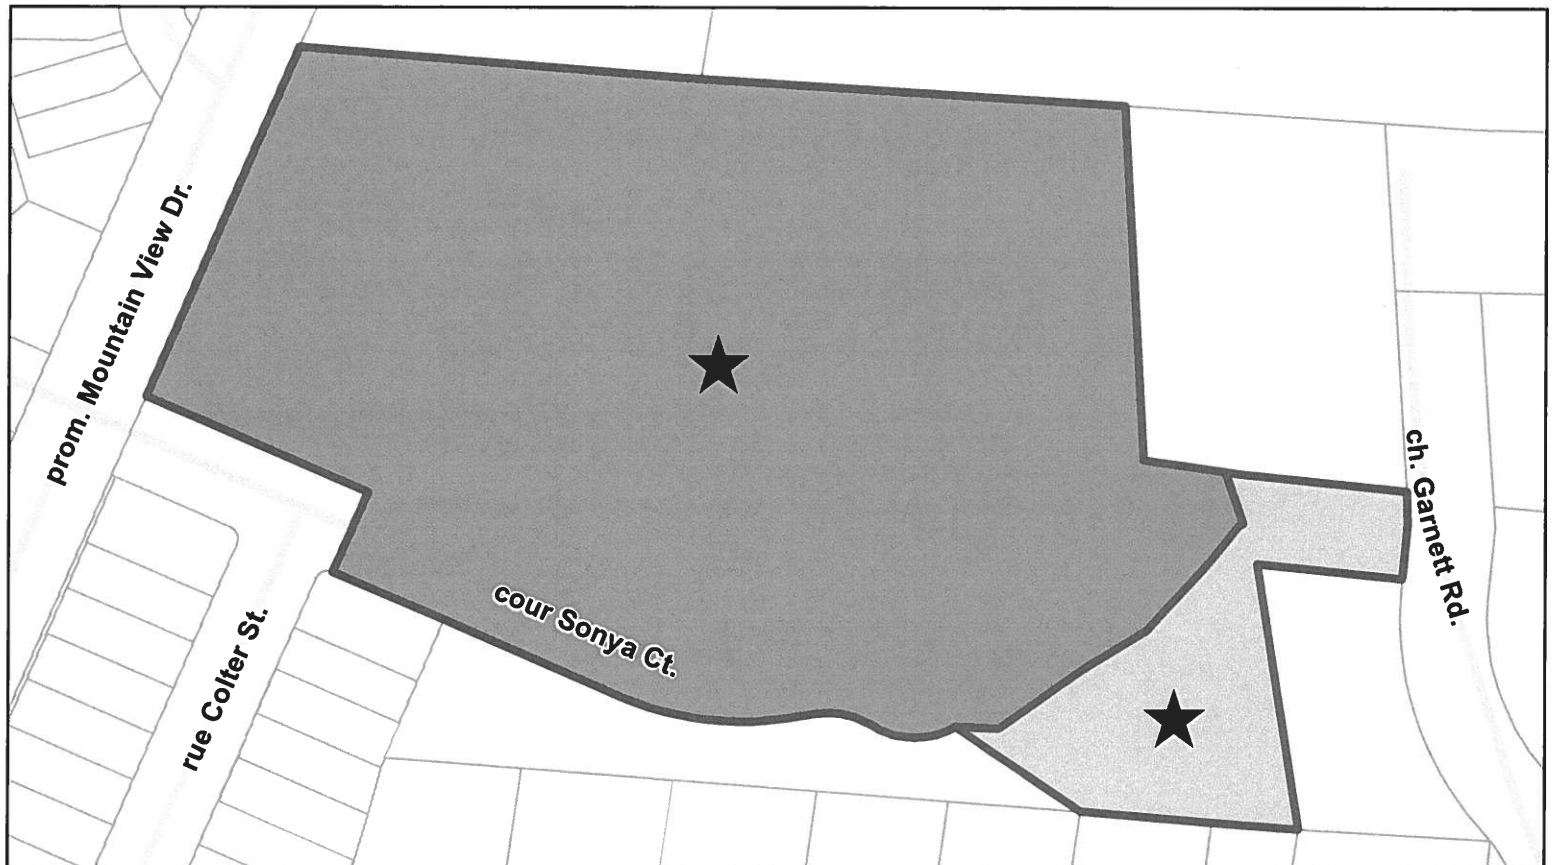 prom. Mountain View Dr.
ch. Garnett Rd.
cour Sonya Ct.
rue Colter St.